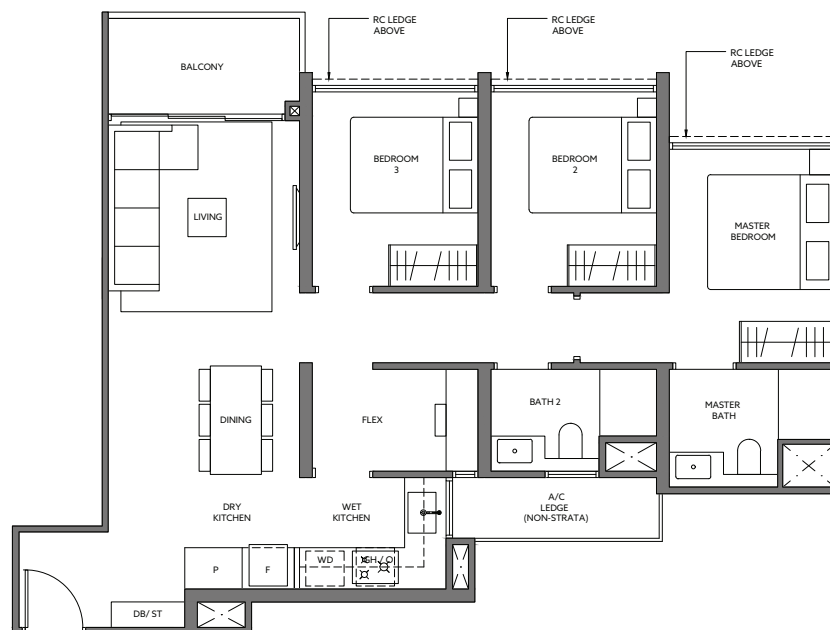 RC LEDGE
ABOVE
RC LEDGE
ABOVE
RC LEDGE
ABOVE
BALCONY
BEDROOM
3
BEDROOM
2
LIVING
MASTER
BEDROOM
DINING
FLEX
BATH 2
MASTER
BATH
DRY
KITCHEN
WET
KITCHEN
A/C
LEDGE
(NON-STRATA)
P
F
WD
GH / O
DB/ ST